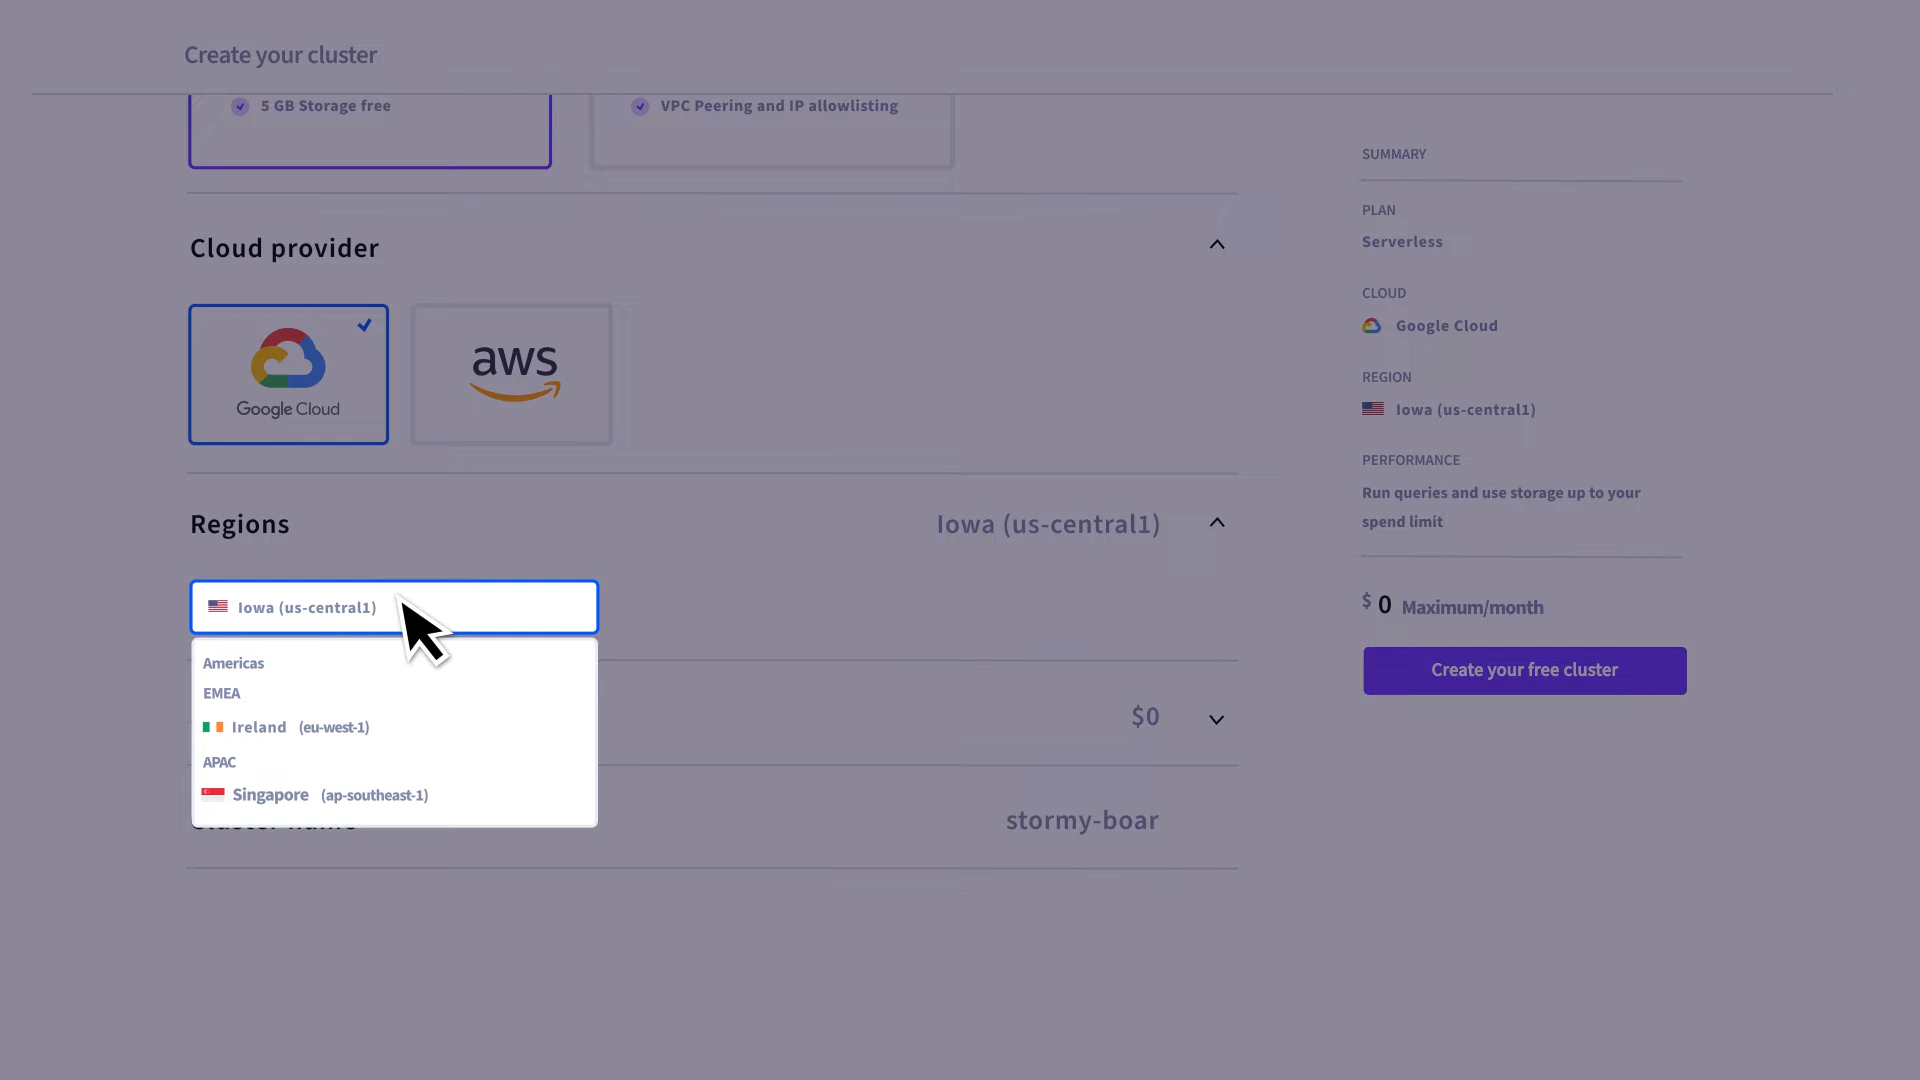 Create your cluster
5 GB Storage free
VPC Peering and IP allowlisting
SUMMARY
PLAN
Serverless
Cloud provider
CLOUD
Google Cloud
Google Cloud
aws
REGION
Iowa (us-central1)
PERFORMANCE
Run queries and use storage up to your
spend limit
Regions
Iowa (us-central1)
Iowa (us-central1)
$ 0 Maximum/month
Create your free cluster
Americas
EMEA
Ireland (eu-west-1)
APAC
Singapore (ap-southeast-1)
$0
stormy-boar